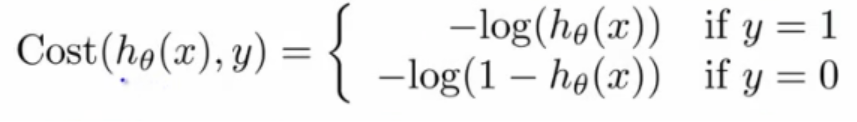 Cost(hθ(x), y) = { −log(hθ(x)) if y = 1
−log(1 − hθ(x)) if y = 0